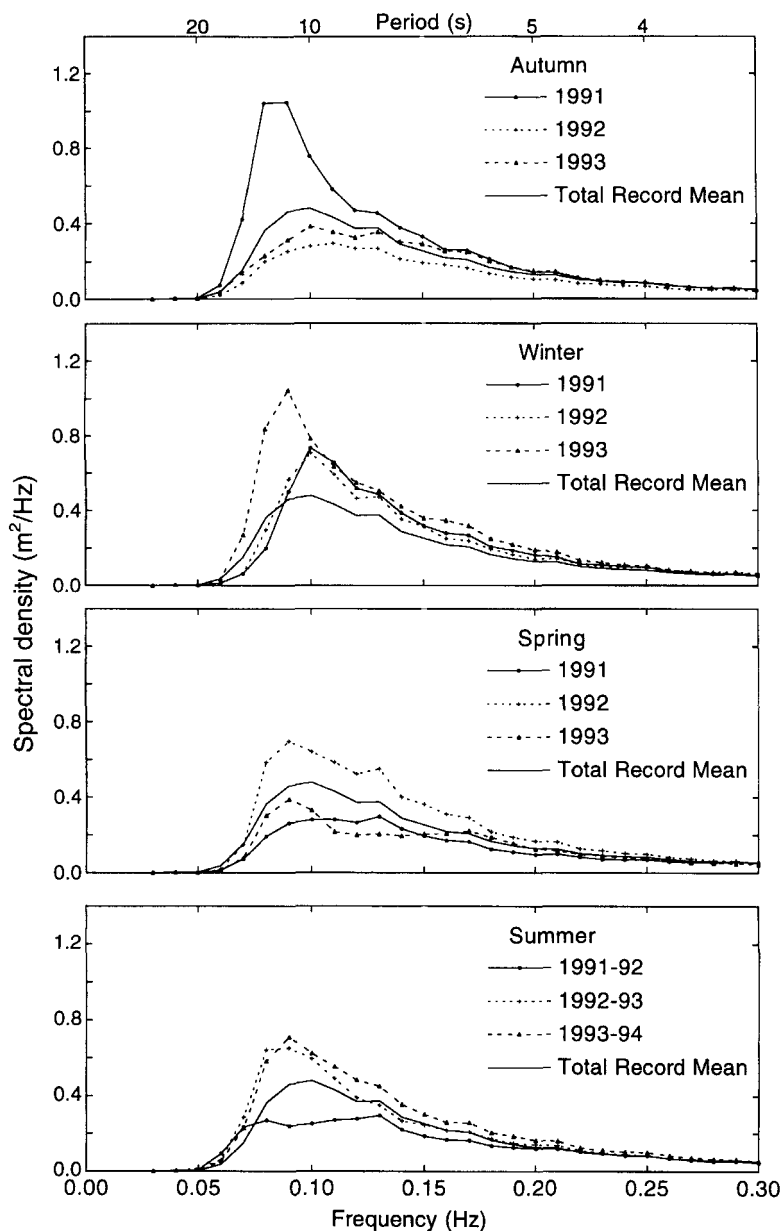 Period (s)
20 10 5 4
Autumn
1991
1992
1993
Total Record Mean
1.2
0.8
0.4
0.0
Winter
1991
1992
1993
Total Record Mean
1.2
0.8
0.4
0.0
Spectral density (m²/Hz)
Spring
1991
1992
1993
Total Record Mean
1.2
0.8
0.4
0.0
Summer
1991-92
1992-93
1993-94
Total Record Mean
1.2
0.8
0.4
0.0
0.00 0.05 0.10 0.15 0.20 0.25 0.30
Frequency (Hz)